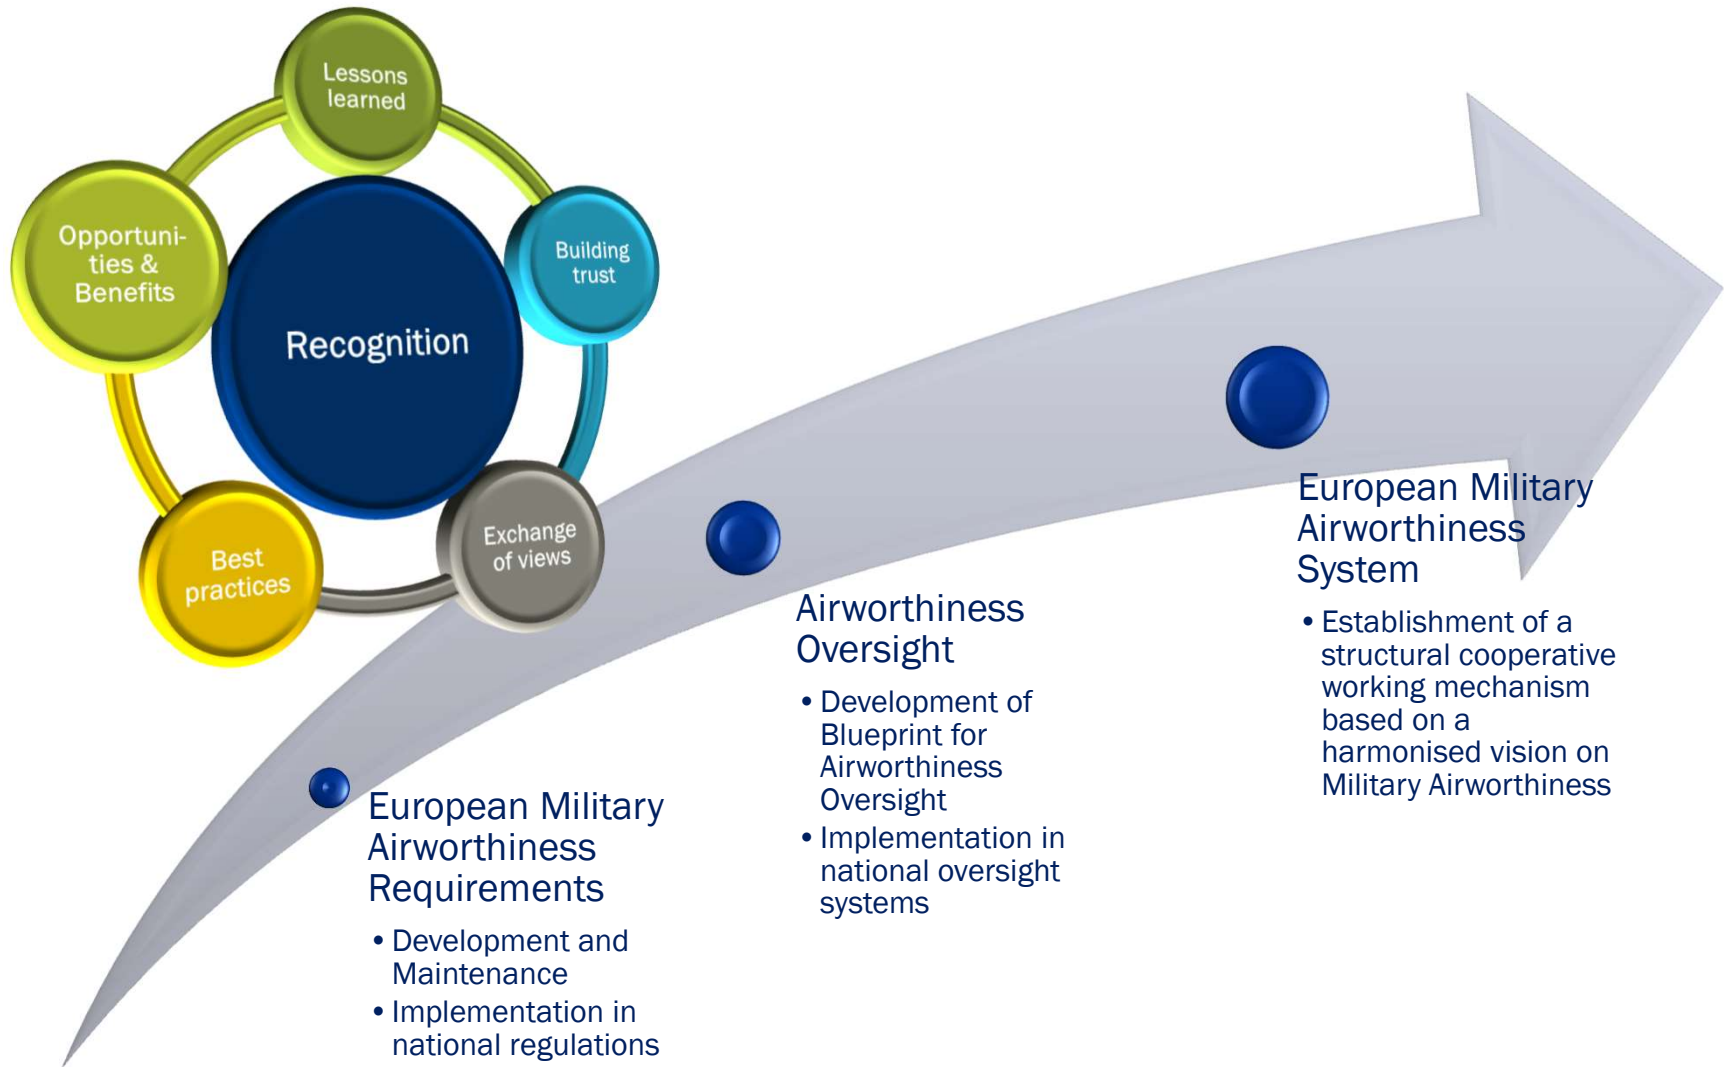 Lessons
learned
Opportuni-
ties &
Benefits
Building
trust
Recognition
Exchange
of views
Best
practices
European Military
Airworthiness
Requirements
• Development and
Maintenance
• Implementation in
national regulations
Airworthiness
Oversight
• Development of
Blueprint for
Airworthiness
Oversight
• Implementation in
national oversight
systems
European Military
Airworthiness
System
• Establishment of a
structural cooperative
working mechanism
based on a
harmonised vision on
Military Airworthiness